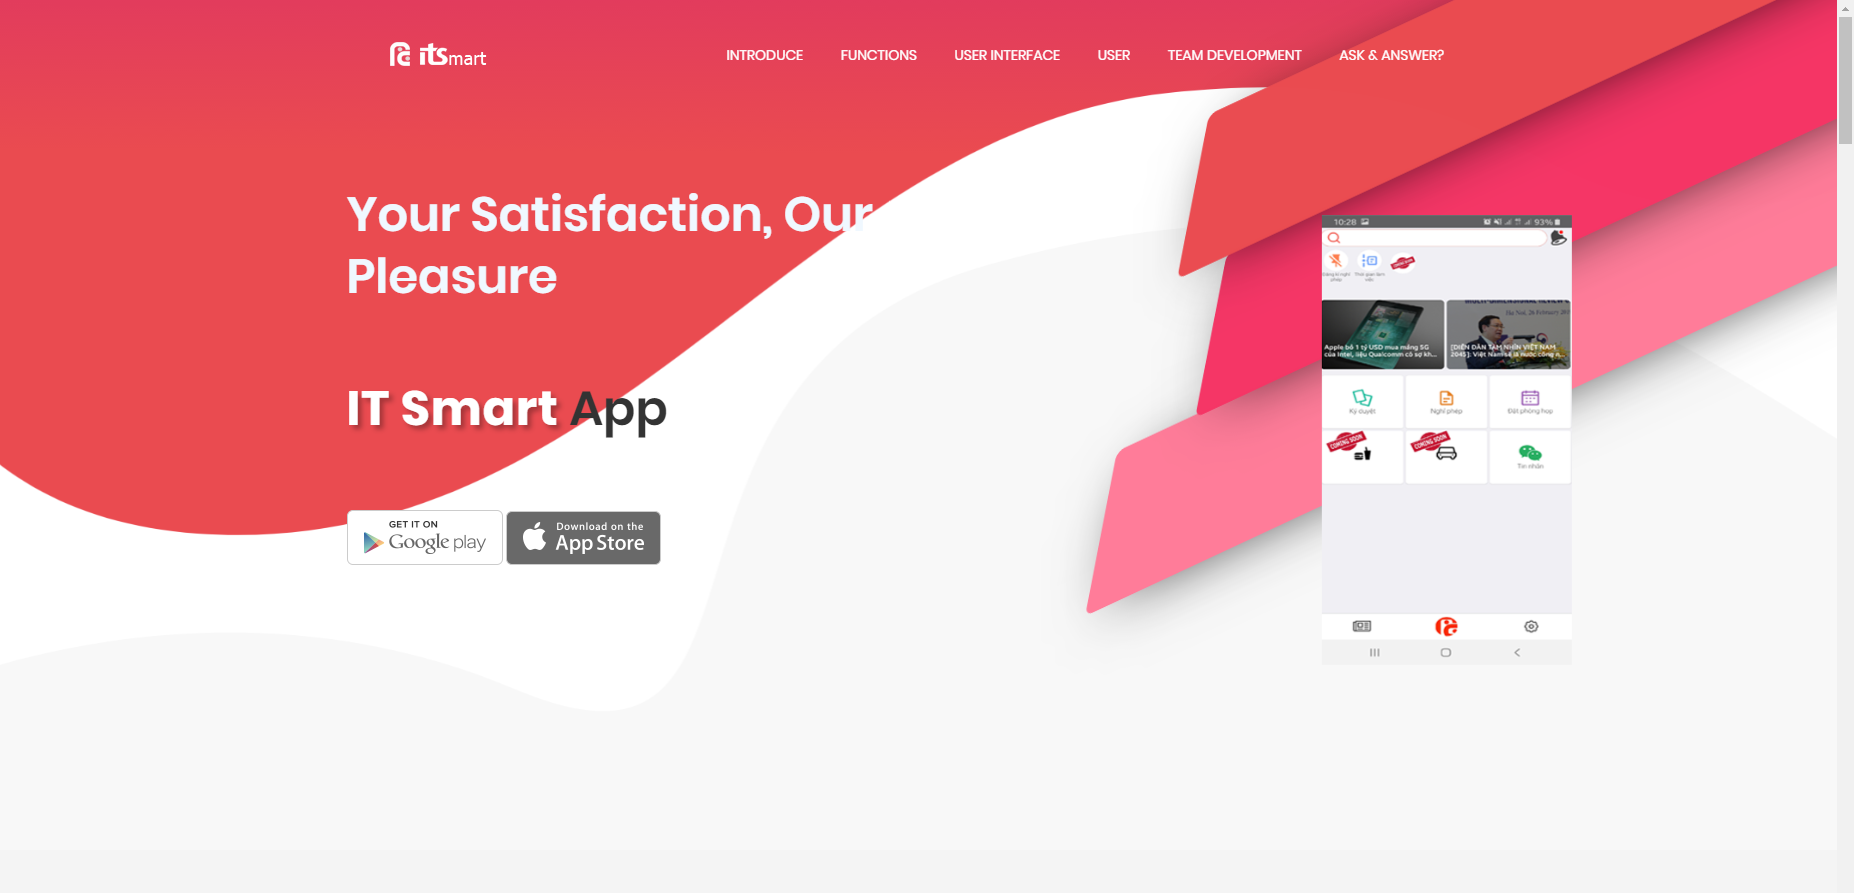 itsmart
INTRODUCE
FUNCTIONS
USER INTERFACE
USER
TEAM DEVELOPMENT
ASK & ANSWER?
Your Satisfaction, Our
Pleasure
IT Smart App
GET IT ON
Google play
Download on the
App Store
10:28
93%
Apple bỏ 1 tỷ USD mua mảng 5G
của Intel, liệu Qualcomm có sợ kh...
[DIỄN ĐÀN TẦM NHÌN VIỆT NAM
2045]: Việt Nam sẽ là nước công n...
Ký duyệt
Nghỉ phép
Đặt phòng họp
COMING SOON
COMING SOON
Tin nhắn